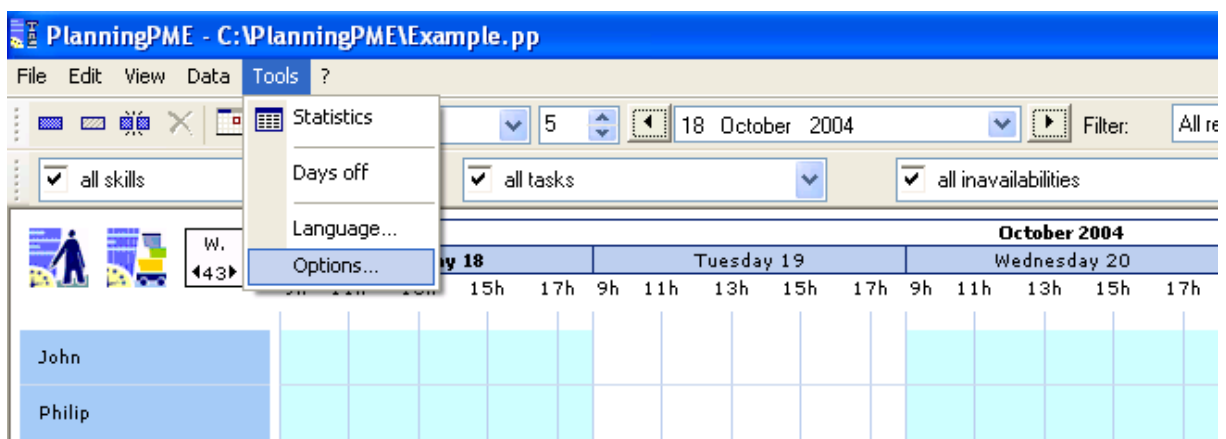 PlanningPME - C:\PlanningPME\Example.pp
File Edit View Data Tools ?
Statistics
5
18 October 2004
Filter:
All re
all skills
Days off
all tasks
all inavailabilities
Language...
Options...
W.
43
October 2004
18
Tuesday 19
Wednesday 20
15h 17h 9h 11h 13h 15h 17h 9h 11h 13h 15h 17h
John
Philip